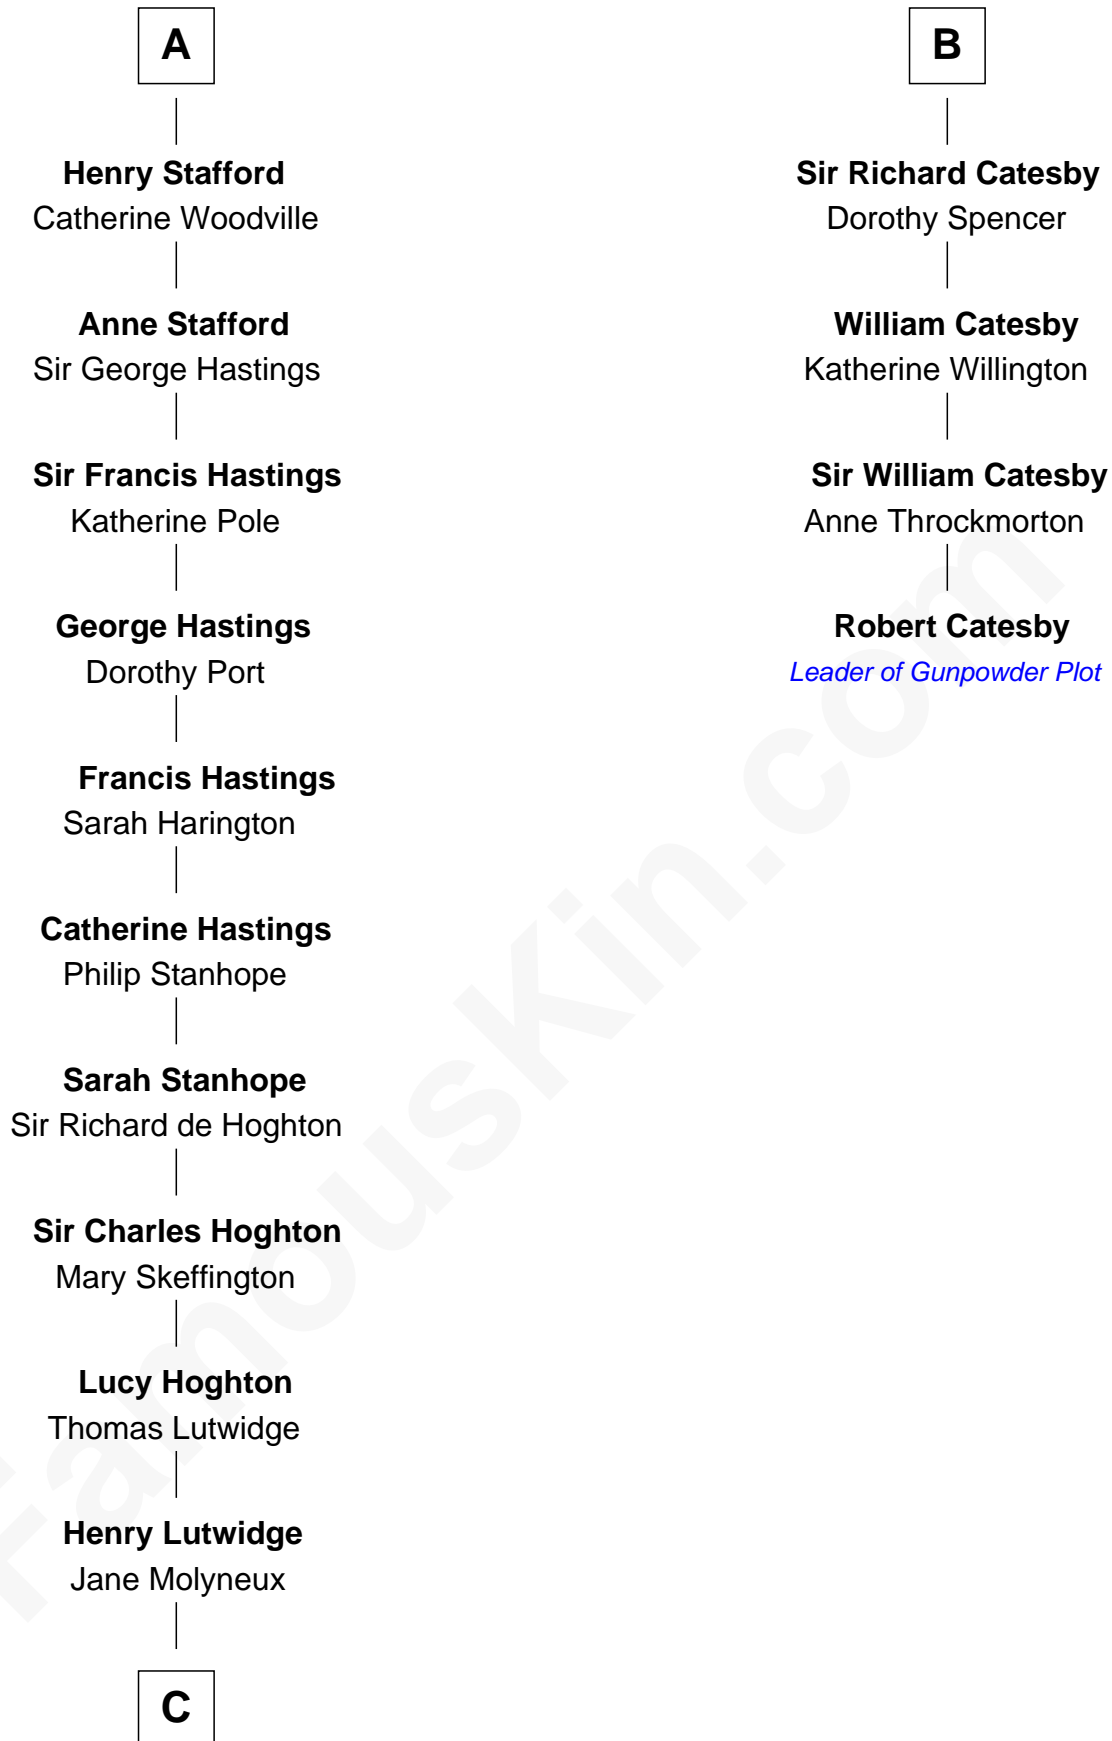 A
Henry Stafford
Catherine Woodville
Anne Stafford
Sir George Hastings
Sir Francis Hastings
Katherine Pole
George Hastings
Dorothy Port
Francis Hastings
Sarah Harington
Catherine Hastings
Philip Stanhope
Sarah Stanhope
Sir Richard de Hoghton
Sir Charles Hoghton
Mary Skeffington
Lucy Hoghton
Thomas Lutwidge
Henry Lutwidge
Jane Molyneux
C
B
Sir Richard Catesby
Dorothy Spencer
William Catesby
Katherine Willington
Sir William Catesby
Anne Throckmorton
Robert Catesby
Leader of Gunpowder Plot
FamousKin.com